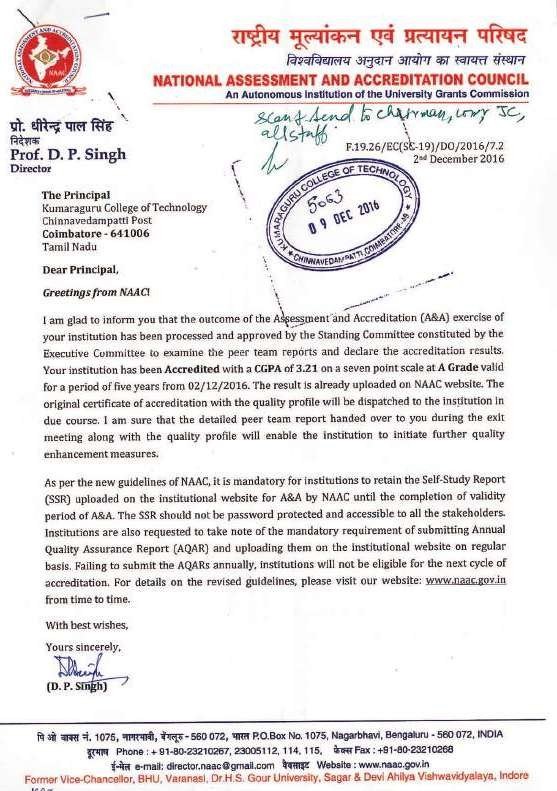 राष्ट्रीय मूल्यांकन एवं प्रत्यायन परिषद
विश्वविद्यालय अनुदान आयोग का स्वायत्त संस्थान
NATIONAL ASSESSMENT AND ACCREDITATION COUNCIL
An Autonomous Institution of the University Grants Commission
NAAC
scan & send to chairman, corr, JC,
all staff
प्रो. धीरेन्द्र पाल सिंह
निदेशक
Prof. D. P. Singh
Director
F.19.26/EC(SC-19)/DO/2016/7.2
2nd December 2016
KUMARAGURU COLLEGE OF TECHNOLOGY
5063
09 DEC 2016
CHINNAVEDAMPATTI, COIMBATORE-49
The Principal
Kumaraguru College of Technology
Chinnavedampatti Post
Coimbatore - 641006
Tamil Nadu
Dear Principal,
Greetings from NAAC!
I am glad to inform you that the outcome of the Assessment and Accreditation (A&A) exercise of
your institution has been processed and approved by the Standing Committee constituted by the
Executive Committee to examine the peer team reports and declare the accreditation results.
Your institution has been Accredited with a CGPA of 3.21 on a seven point scale at A Grade valid
for a period of five years from 02/12/2016. The result is already uploaded on NAAC website. The
original certificate of accreditation with the quality profile will be dispatched to the institution in
due course. I am sure that the detailed peer team report handed over to you during the exit
meeting along with the quality profile will enable the institution to initiate further quality
enhancement measures.
As per the new guidelines of NAAC, it is mandatory for institutions to retain the Self-Study Report
(SSR) uploaded on the institutional website for A&A by NAAC until the completion of validity
period of A&A. The SSR should not be password protected and accessible to all the stakeholders.
Institutions are also requested to take note of the mandatory requirement of submitting Annual
Quality Assurance Report (AQAR) and uploading them on the institutional website on regular
basis. Failing to submit the AQARs annually, institutions will not be eligible for the next cycle of
accreditation. For details on the revised guidelines, please visit our website: www.naac.gov.in
from time to time.
With best wishes,
Yours sincerely,
(D. P. Singh)
पि ओ बाक्स नं. 1075, नागरभावी, बेंगलूरु - 560 072, भारत P.O.Box No. 1075, Nagarbhavi, Bengaluru - 560 072, INDIA
दूरभाष Phone : + 91-80-23210267, 23005112, 114, 115, फेक्स Fax : +91-80-23210268
ई-मेल e-mail: director.naac@gmail.com वेबसाइट Website : www.naac.gov.in
Former Vice-Chancellor, BHU, Varanasi, Dr.H.S. Gour University, Sagar & Devi Ahilya Vishwavidyalaya, Indore